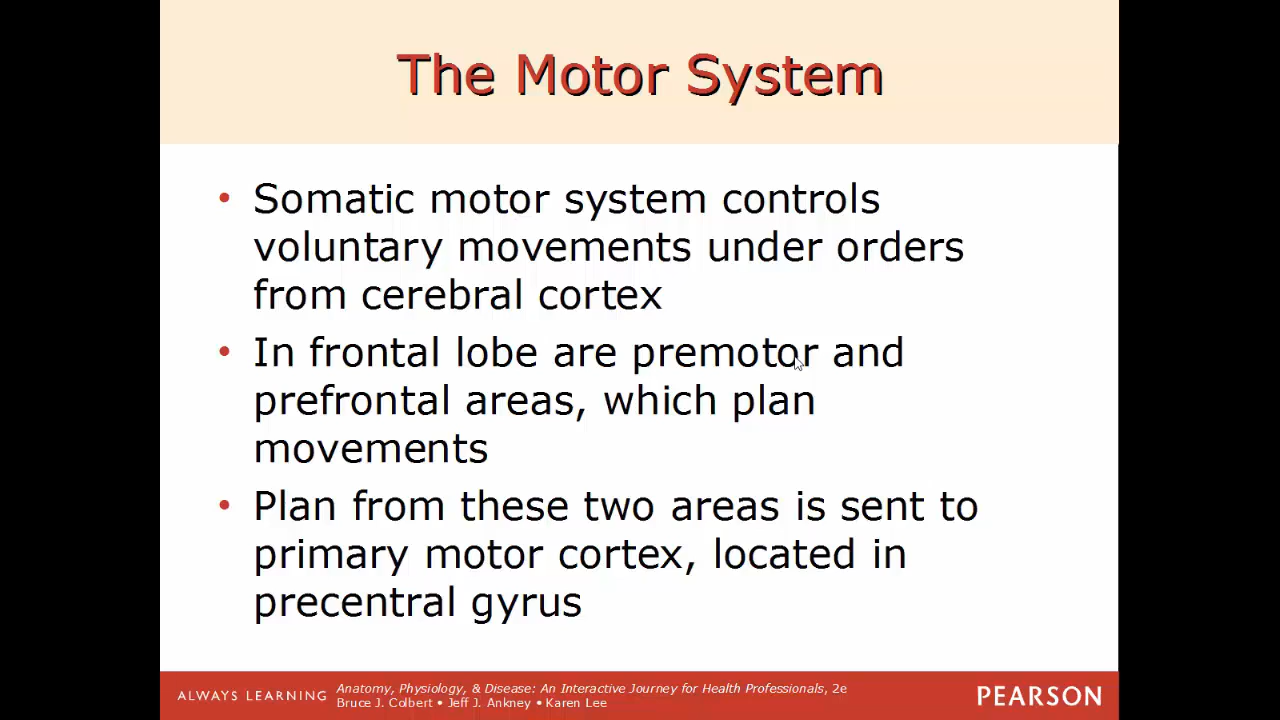 The Motor System
• Somatic motor system controls
voluntary movements under orders
from cerebral cortex
• In frontal lobe are premotor and
prefrontal areas, which plan
movements
• Plan from these two areas is sent to
primary motor cortex, located in
precentral gyrus
ALWAYS LEARNING
Anatomy, Physiology, & Disease: An Interactive Journey for Health Professionals, 2e
Bruce J. Colbert • Jeff J. Ankney • Karen Lee
PEARSON